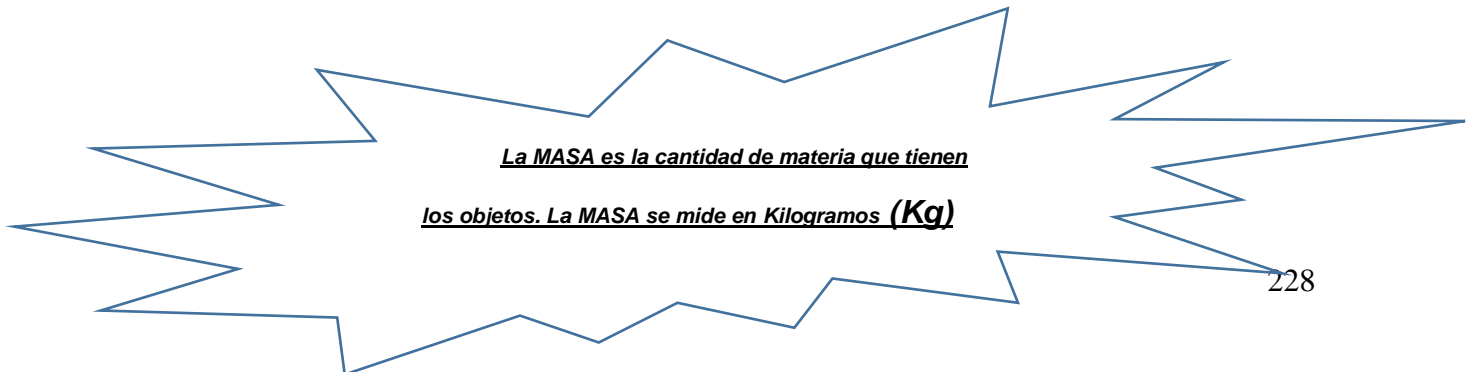 La MASA es la cantidad de materia que tienen
los objetos. La MASA se mide en Kilogramos (Kg)
228